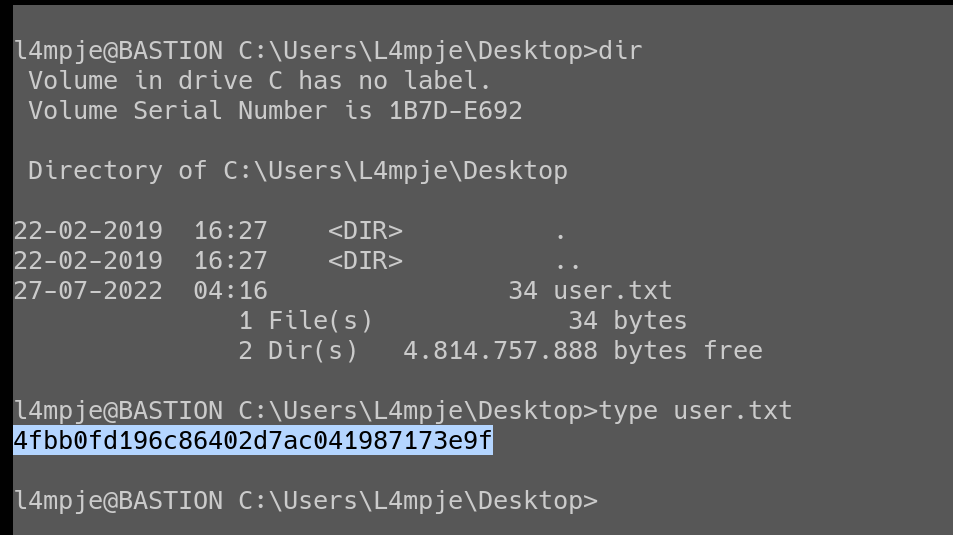 l4mpje@BASTION C:\Users\L4mpje\Desktop>dir
 Volume in drive C has no label.
 Volume Serial Number is 1B7D-E692

 Directory of C:\Users\L4mpje\Desktop

22-02-2019  16:27    <DIR>          .
22-02-2019  16:27    <DIR>          ..
27-07-2022  04:16                34 user.txt
               1 File(s)             34 bytes
               2 Dir(s)   4.814.757.888 bytes free

l4mpje@BASTION C:\Users\L4mpje\Desktop>type user.txt
4fbb0fd196c86402d7ac041987173e9f

l4mpje@BASTION C:\Users\L4mpje\Desktop>